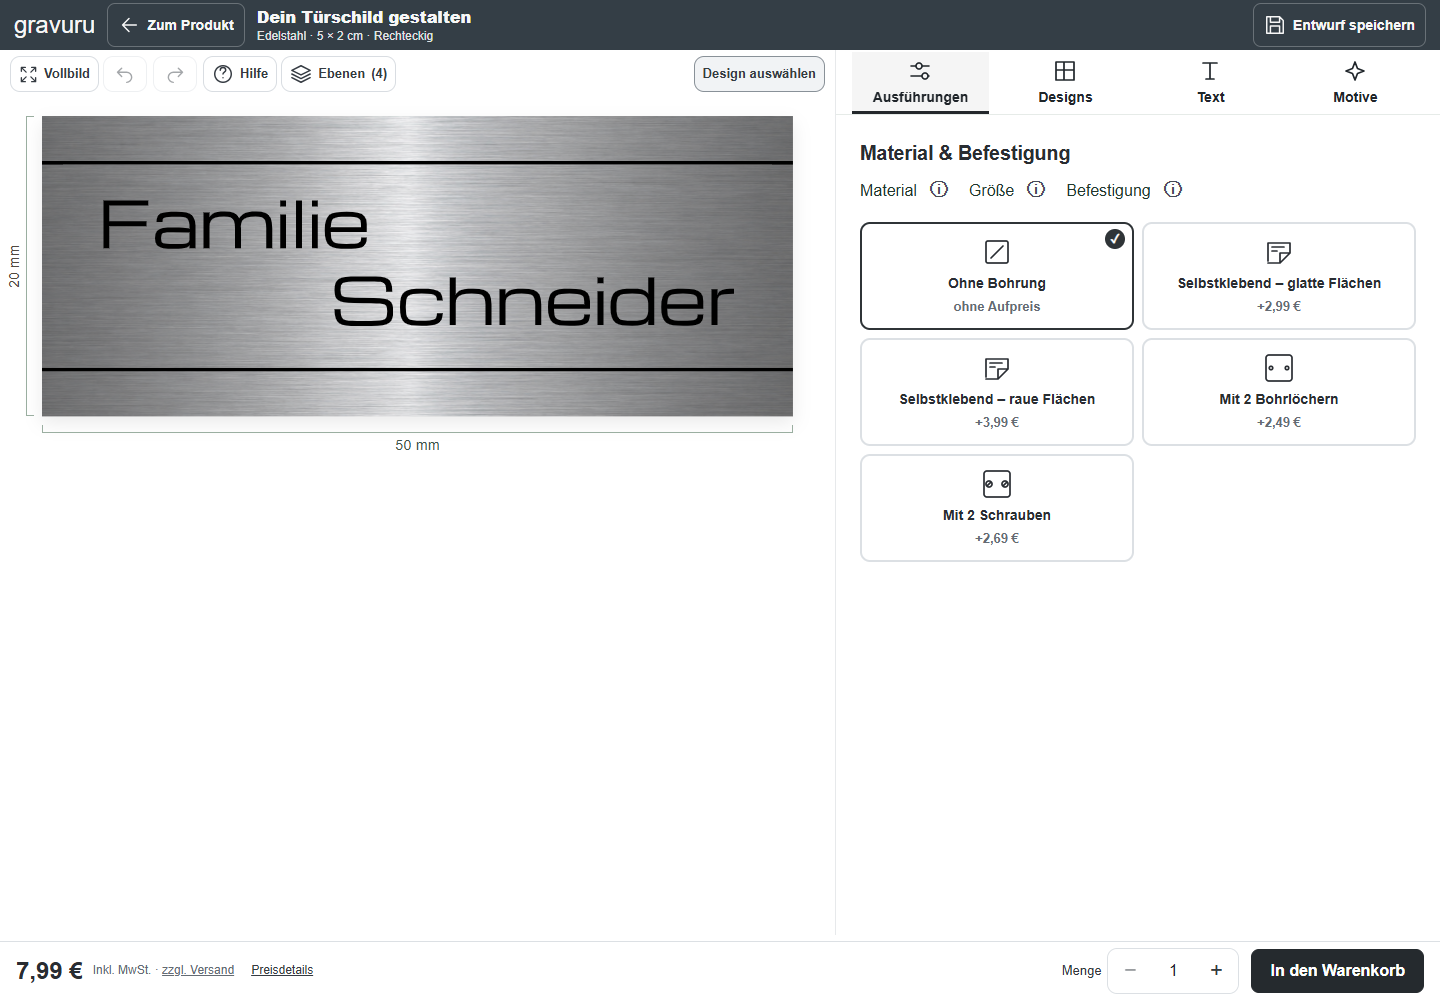 gravuru
Zum Produkt
Dein Türschild gestalten
Edelstahl · 5 × 2 cm · Rechteckig
Entwurf speichern
Vollbild
Hilfe
Ebenen (4)
Design auswählen
Ausführungen
Designs
Text
Motive
20 mm
Familie
Schneider
50 mm
Material & Befestigung
Material
Größe
Befestigung
Ohne Bohrung
ohne Aufpreis
Selbstklebend – glatte Flächen
+2,99 €
Selbstklebend – raue Flächen
+3,99 €
Mit 2 Bohrlöchern
+2,49 €
Mit 2 Schrauben
+2,69 €
7,99 €
Inkl. MwSt. · zzgl. Versand
Preisdetails
Menge
1
In den Warenkorb